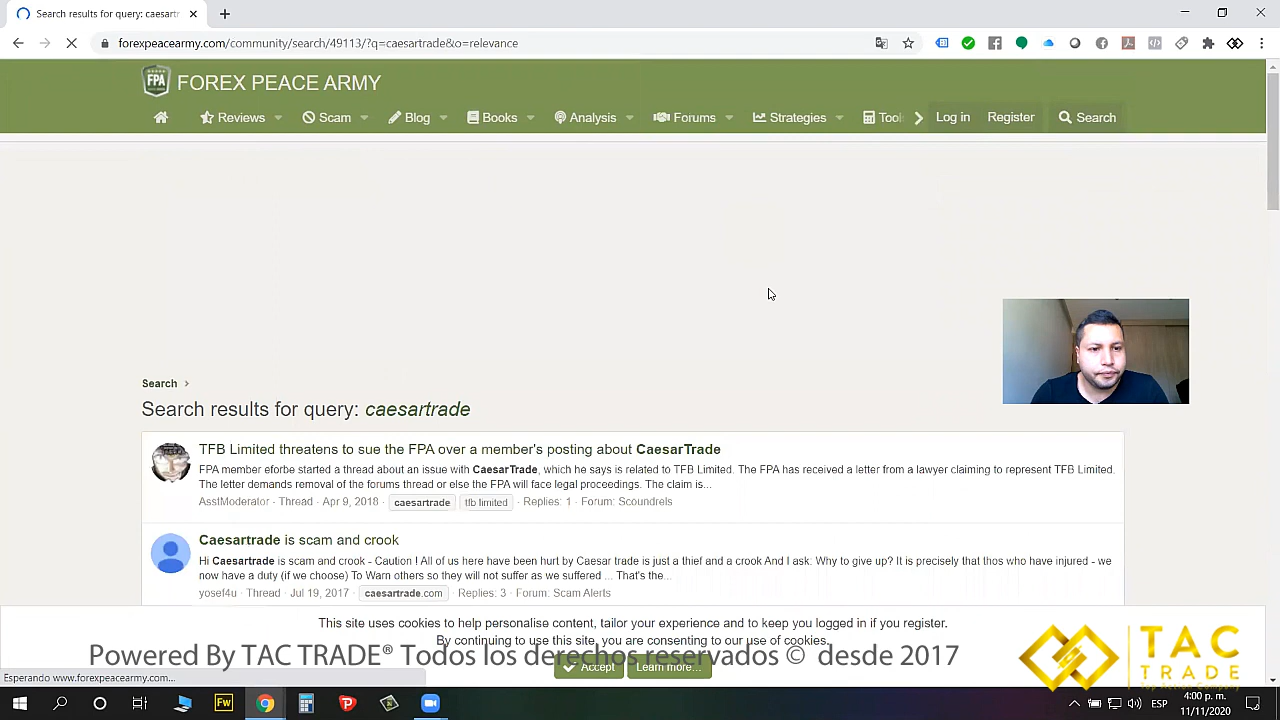 Search results for query: caesartr
forexpeacearmy.com/community/search/49113/?q=caesartrade&o=relevance
FPA FOREX PEACE ARMY
Reviews Scam Blog Books Analysis Forums Strategies Tools Log in Register Search
Search
Search results for query: caesartrade
TFB Limited threatens to sue the FPA over a member's posting about CaesarTrade
FPA member eforbe started a thread about an issue with CaesarTrade, which he says is related to TFB Limited. The FPA has received a letter from a lawyer claiming to represent TFB Limited.
The letter demands removal of the forums thread or else the FPA will face legal proceedings. The claim is...
AsstModerator · Thread · Apr 9, 2018 · caesartrade tfb limited · Replies: 1 · Forum: Scoundrels
Caesartrade is scam and crook
Hi Caesartrade is scam and crook - Caution ! All of us here have been hurt by Caesar trade is just a thief and a crook And I ask: Why to give up? It is precisely that thos who have injured - we
now have a duty (if we choose) To Warn others so they will not suffer as we suffered ... That's the...
yosef4u · Thread · Jul 19, 2017 · caesartrade.com · Replies: 3 · Forum: Scam Alerts
This site uses cookies to help personalise content, tailor your experience and to keep you logged in if you register.
By continuing to use this site, you are consenting to our use of cookies.
Accept Learn more...
Powered By TAC TRADE® Todos los derechos reservados © desde 2017
TAC
TRADE
Top Action Company
Esperando www.forexpeacearmy.com...
Fw
ESP
4:00 p. m.
11/11/2020